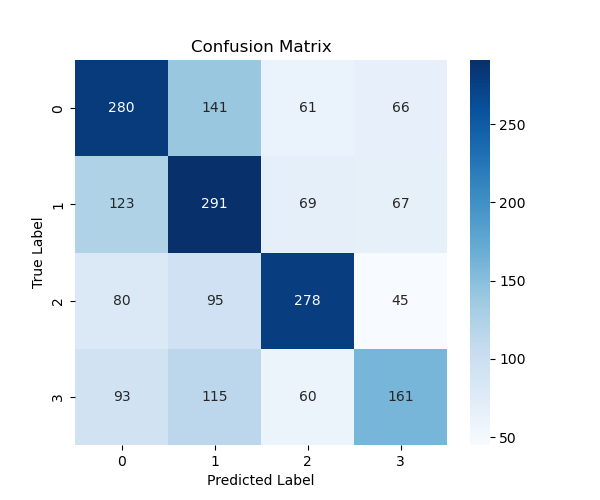 Confusion Matrix
True Label
0 280 141 61 66
1 123 291 69 67
2 80 95 278 45
3 93 115 60 161
0 1 2 3
Predicted Label
250
200
150
100
50